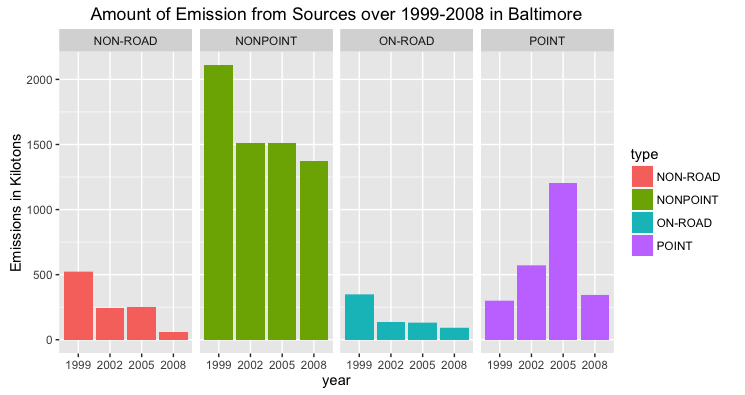 Amount of Emission from Sources over 1999-2008 in Baltimore
NON-ROAD NONPOINT ON-ROAD POINT
Emissions in Kilotons
2000
1500
1000
500
0
1999 2002 2005 2008 1999 2002 2005 2008 1999 2002 2005 2008 1999 2002 2005 2008
year
type
NON-ROAD
NONPOINT
ON-ROAD
POINT